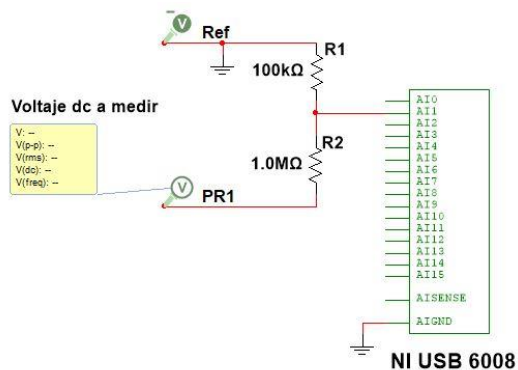 V
Ref
R1
100kΩ
Voltaje dc a medir
V: --
V(p-p): --
V(rms): --
V(dc): --
V(freq): --
V
PR1
R2
1.0MΩ
AI0
AI1
AI2
AI3
AI4
AI5
AI6
AI7
AI8
AI9
AI10
AI11
AI12
AI13
AI14
AI15
AISENSE
AIGND
NI USB 6008